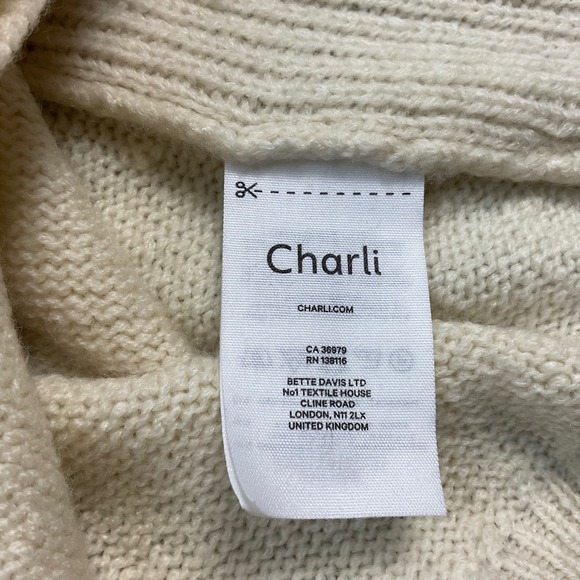 Charli
CHARLI.COM
CA 36979
RN 138116
BETTE DAVIS LTD
No1 TEXTILE HOUSE
CLINE ROAD
LONDON, N11 2LX
UNITED KINGDOM